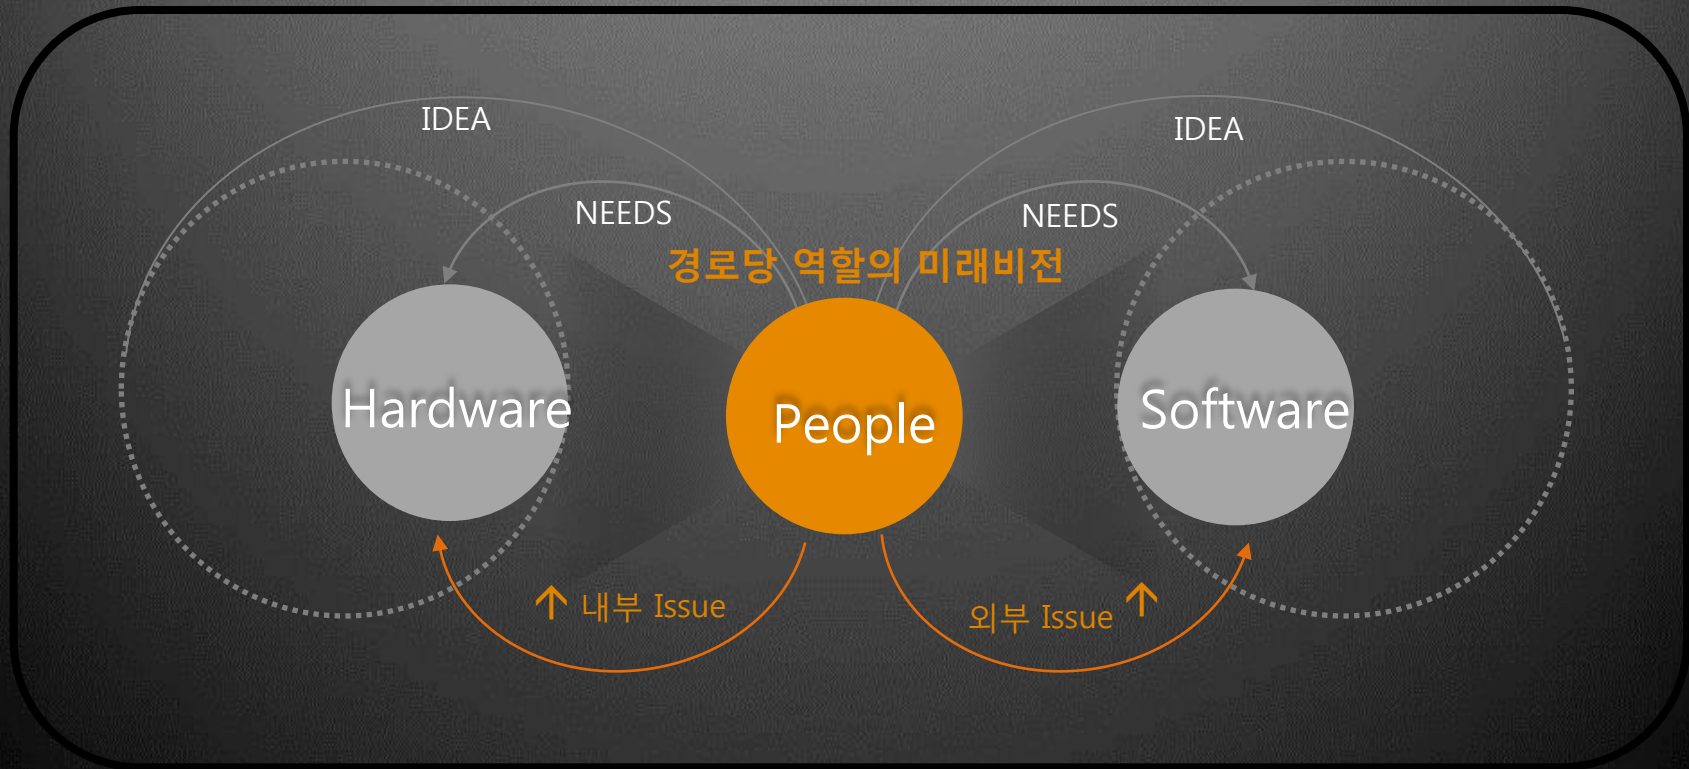 IDEA
IDEA
NEEDS
NEEDS
경로당 역할의 미래비전
Hardware
People
Software
↑ 내부 Issue
외부 Issue ↑